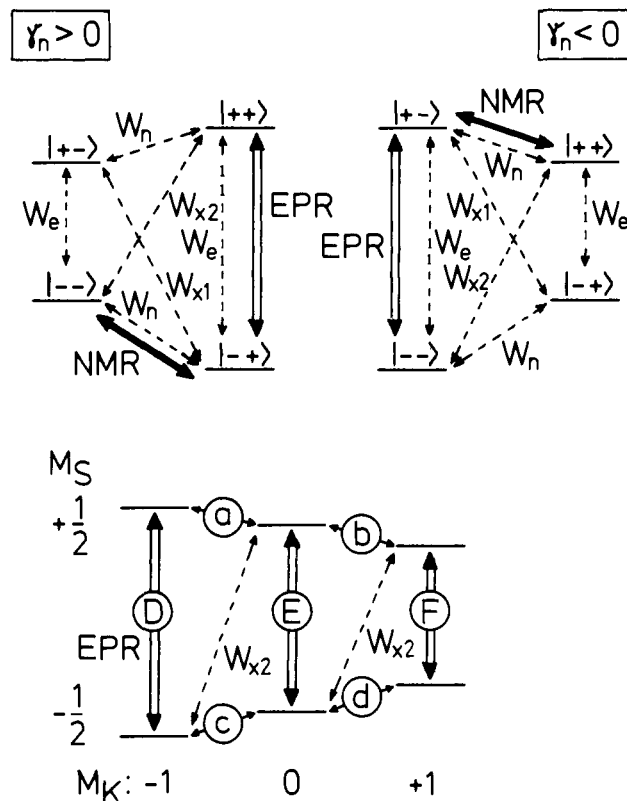 γn > 0
γn < 0
|++⟩
|+-⟩
NMR
|+-⟩
Wn
Wn
|++⟩
We
Wx2
We
EPR
EPR
We
Wx1
Wx2
We
|--⟩
Wx1
|-+⟩
Wn
NMR
|-+⟩
|--⟩
Wn
MS
+1/2
a
b
D
E
F
EPR
Wx2
Wx2
-1/2
c
d
MK: -1 0 +1